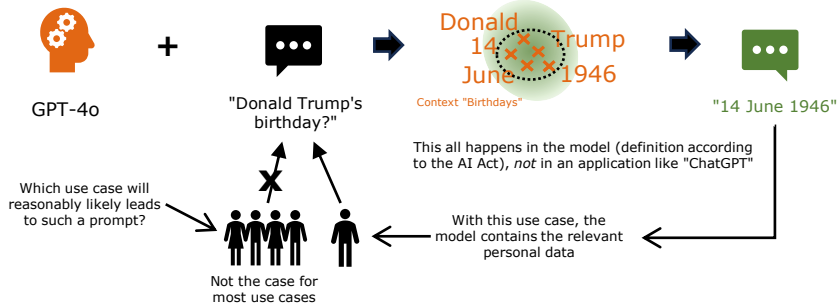 GPT-4o
+
"Donald Trump's
birthday?"
Donald
14
Trump
June
1946
Context "Birthdays"
"14 June 1946"
This all happens in the model (definition according
to the AI Act), not in an application like "ChatGPT"
Which use case will
reasonably likely leads
to such a prompt?
X
With this use case, the
model contains the relevant
personal data
Not the case for
most use cases